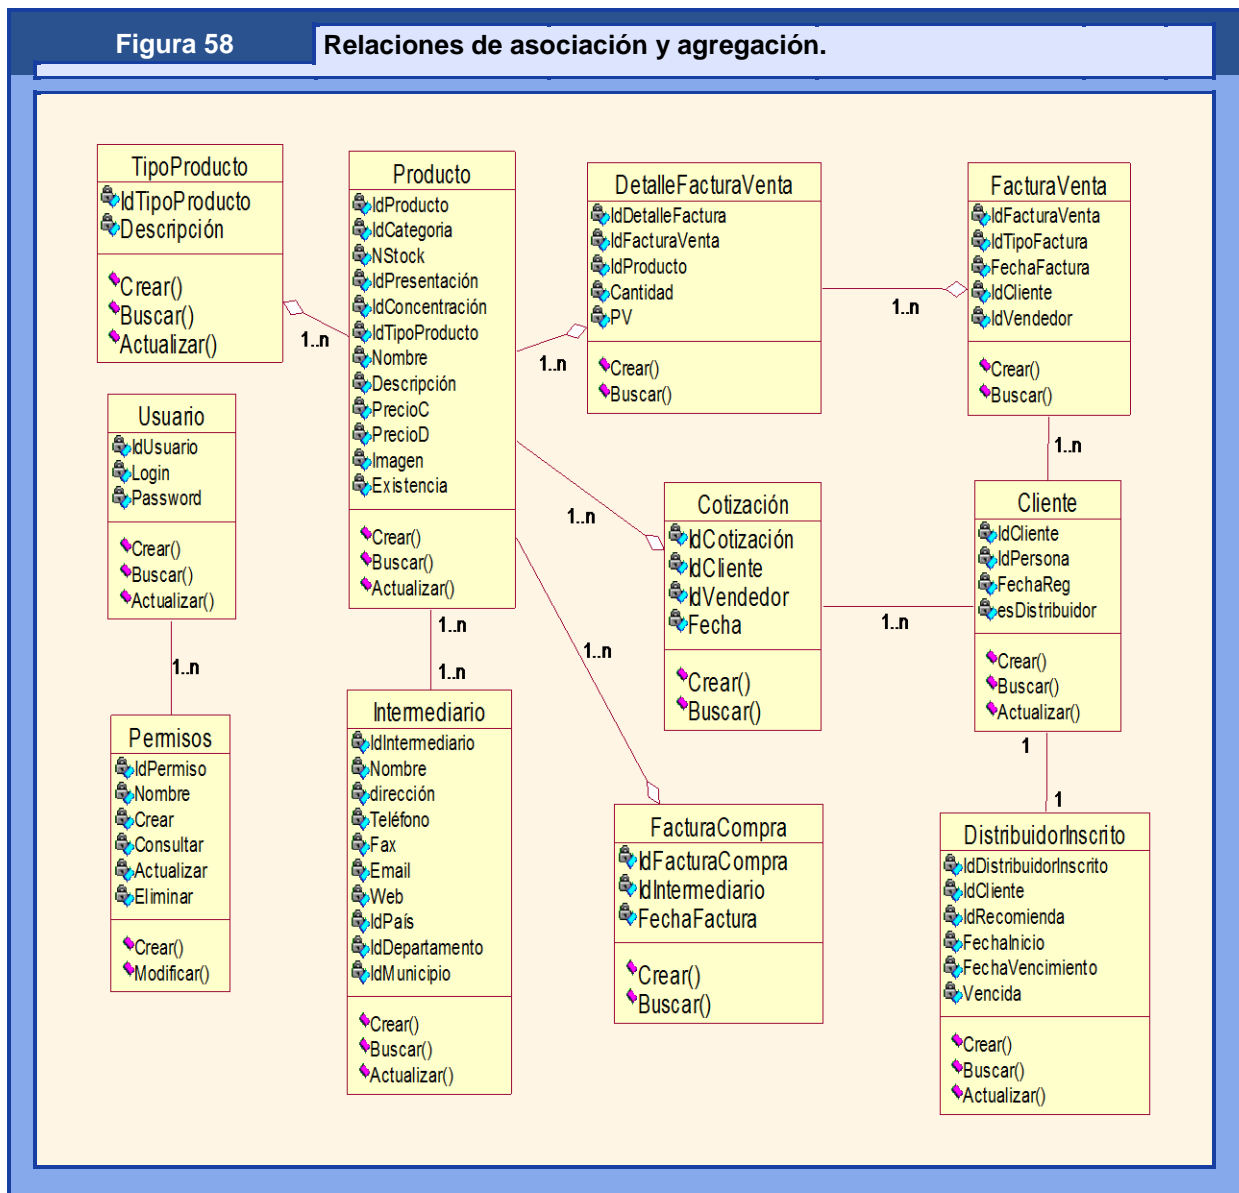 Figura 58
Relaciones de asociación y agregación.
TipoProducto
IdTipoProducto
Descripción
Crear()
Buscar()
Actualizar()
1..n
Producto
IdProducto
IdCategoria
NStock
IdPresentación
IdConcentración
IdTipoProducto
Nombre
Descripción
PrecioC
PrecioD
Imagen
Existencia
Crear()
Buscar()
Actualizar()
1..n
DetalleFacturaVenta
IdDetalleFactura
IdFacturaVenta
IdProducto
Cantidad
PV
Crear()
Buscar()
1..n
FacturaVenta
IdFacturaVenta
IdTipoFactura
FechaFactura
IdCliente
IdVendedor
Crear()
Buscar()
1..n
Usuario
IdUsuario
Login
Password
Crear()
Buscar()
Actualizar()
1..n
Permisos
IdPermiso
Nombre
Crear
Consultar
Actualizar
Eliminar
Crear()
Modificar()
1..n
1..n
Intermediario
IdIntermediario
Nombre
dirección
Teléfono
Fax
Email
Web
IdPaís
IdDepartamento
IdMunicipio
Crear()
Buscar()
Actualizar()
1..n
Cotización
IdCotización
IdCliente
IdVendedor
Fecha
Crear()
Buscar()
1..n
1..n
FacturaCompra
IdFacturaCompra
IdIntermediario
FechaFactura
Crear()
Buscar()
Cliente
IdCliente
IdPersona
FechaReg
esDistribuidor
Crear()
Buscar()
Actualizar()
1
1
DistribuidorInscrito
IdDistribuidorInscrito
IdCliente
IdRecomienda
FechaInicio
FechaVencimiento
Vencida
Crear()
Buscar()
Actualizar()